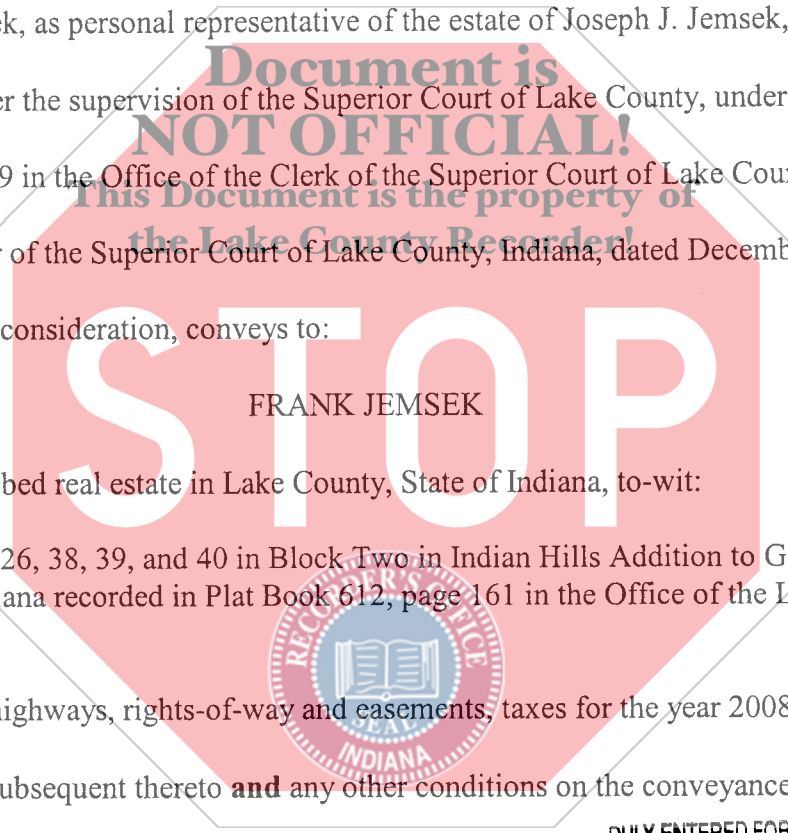 ek, as personal representative of the estate of Joseph J. Jemsek,
Document is
er the supervision of the Superior Court of Lake County, under
NOT OFFICIAL!
9 in the Office of the Clerk of the Superior Court of Lake Cou
This Document is the property of
the Lake County Recorder!
r of the Superior Court of Lake County, Indiana, dated Decemb
consideration, conveys to:
STOP
FRANK JEMSEK
bed real estate in Lake County, State of Indiana, to-wit:
26, 38, 39, and 40 in Block Two in Indian Hills Addition to G
ana recorded in Plat Book 612, page 161 in the Office of the L
RECORDER'S OFFICE
SEAL
INDIANA
highways, rights-of-way and easements, taxes for the year 2008
ubsequent thereto and any other conditions on the conveyance
DULY ENTERED FOR